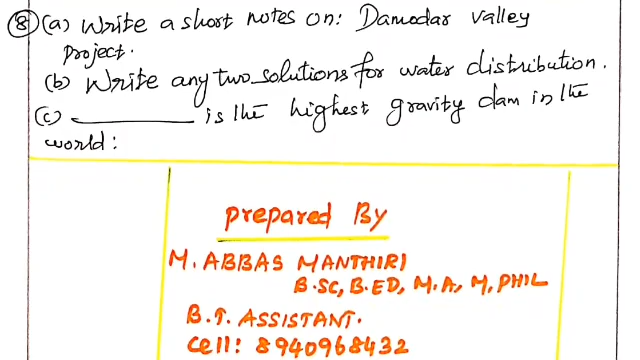 ⑧ (a) Write a short notes on: Damodar valley
project.
(b) Write any two solutions for water distribution.
(c) __________ is the highest gravity dam in the
world:
prepared By
M. ABBAS MANTHIRI
B.SC, B.ED, M.A, M.PHIL
B.T. ASSISTANT.
cell: 8940968432